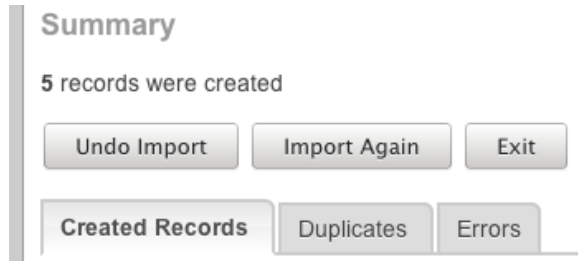 Summary
5 records were created
Undo Import Import Again Exit
Created Records Duplicates Errors